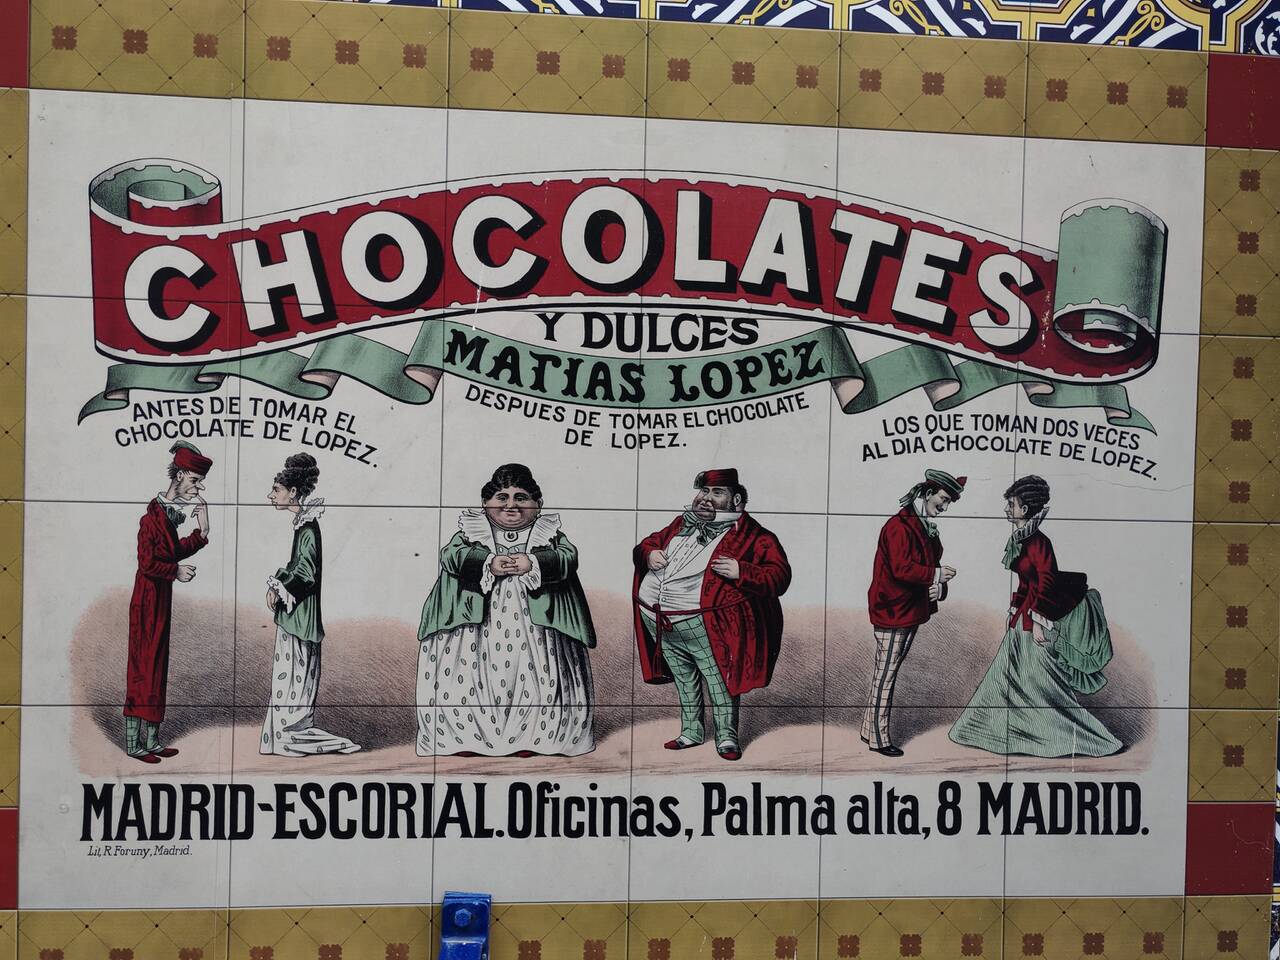 CHOCOLATES
Y DULCES
MATIAS LOPEZ
ANTES DE TOMAR EL
CHOCOLATE DE LOPEZ.
DESPUES DE TOMAR EL CHOCOLATE
DE LOPEZ.
LOS QUE TOMAN DOS VECES
AL DIA CHOCOLATE DE LOPEZ.
MADRID-ESCORIAL. Oficinas, Palma alta, 8 MADRID.
Lit, R. Foruny, Madrid.